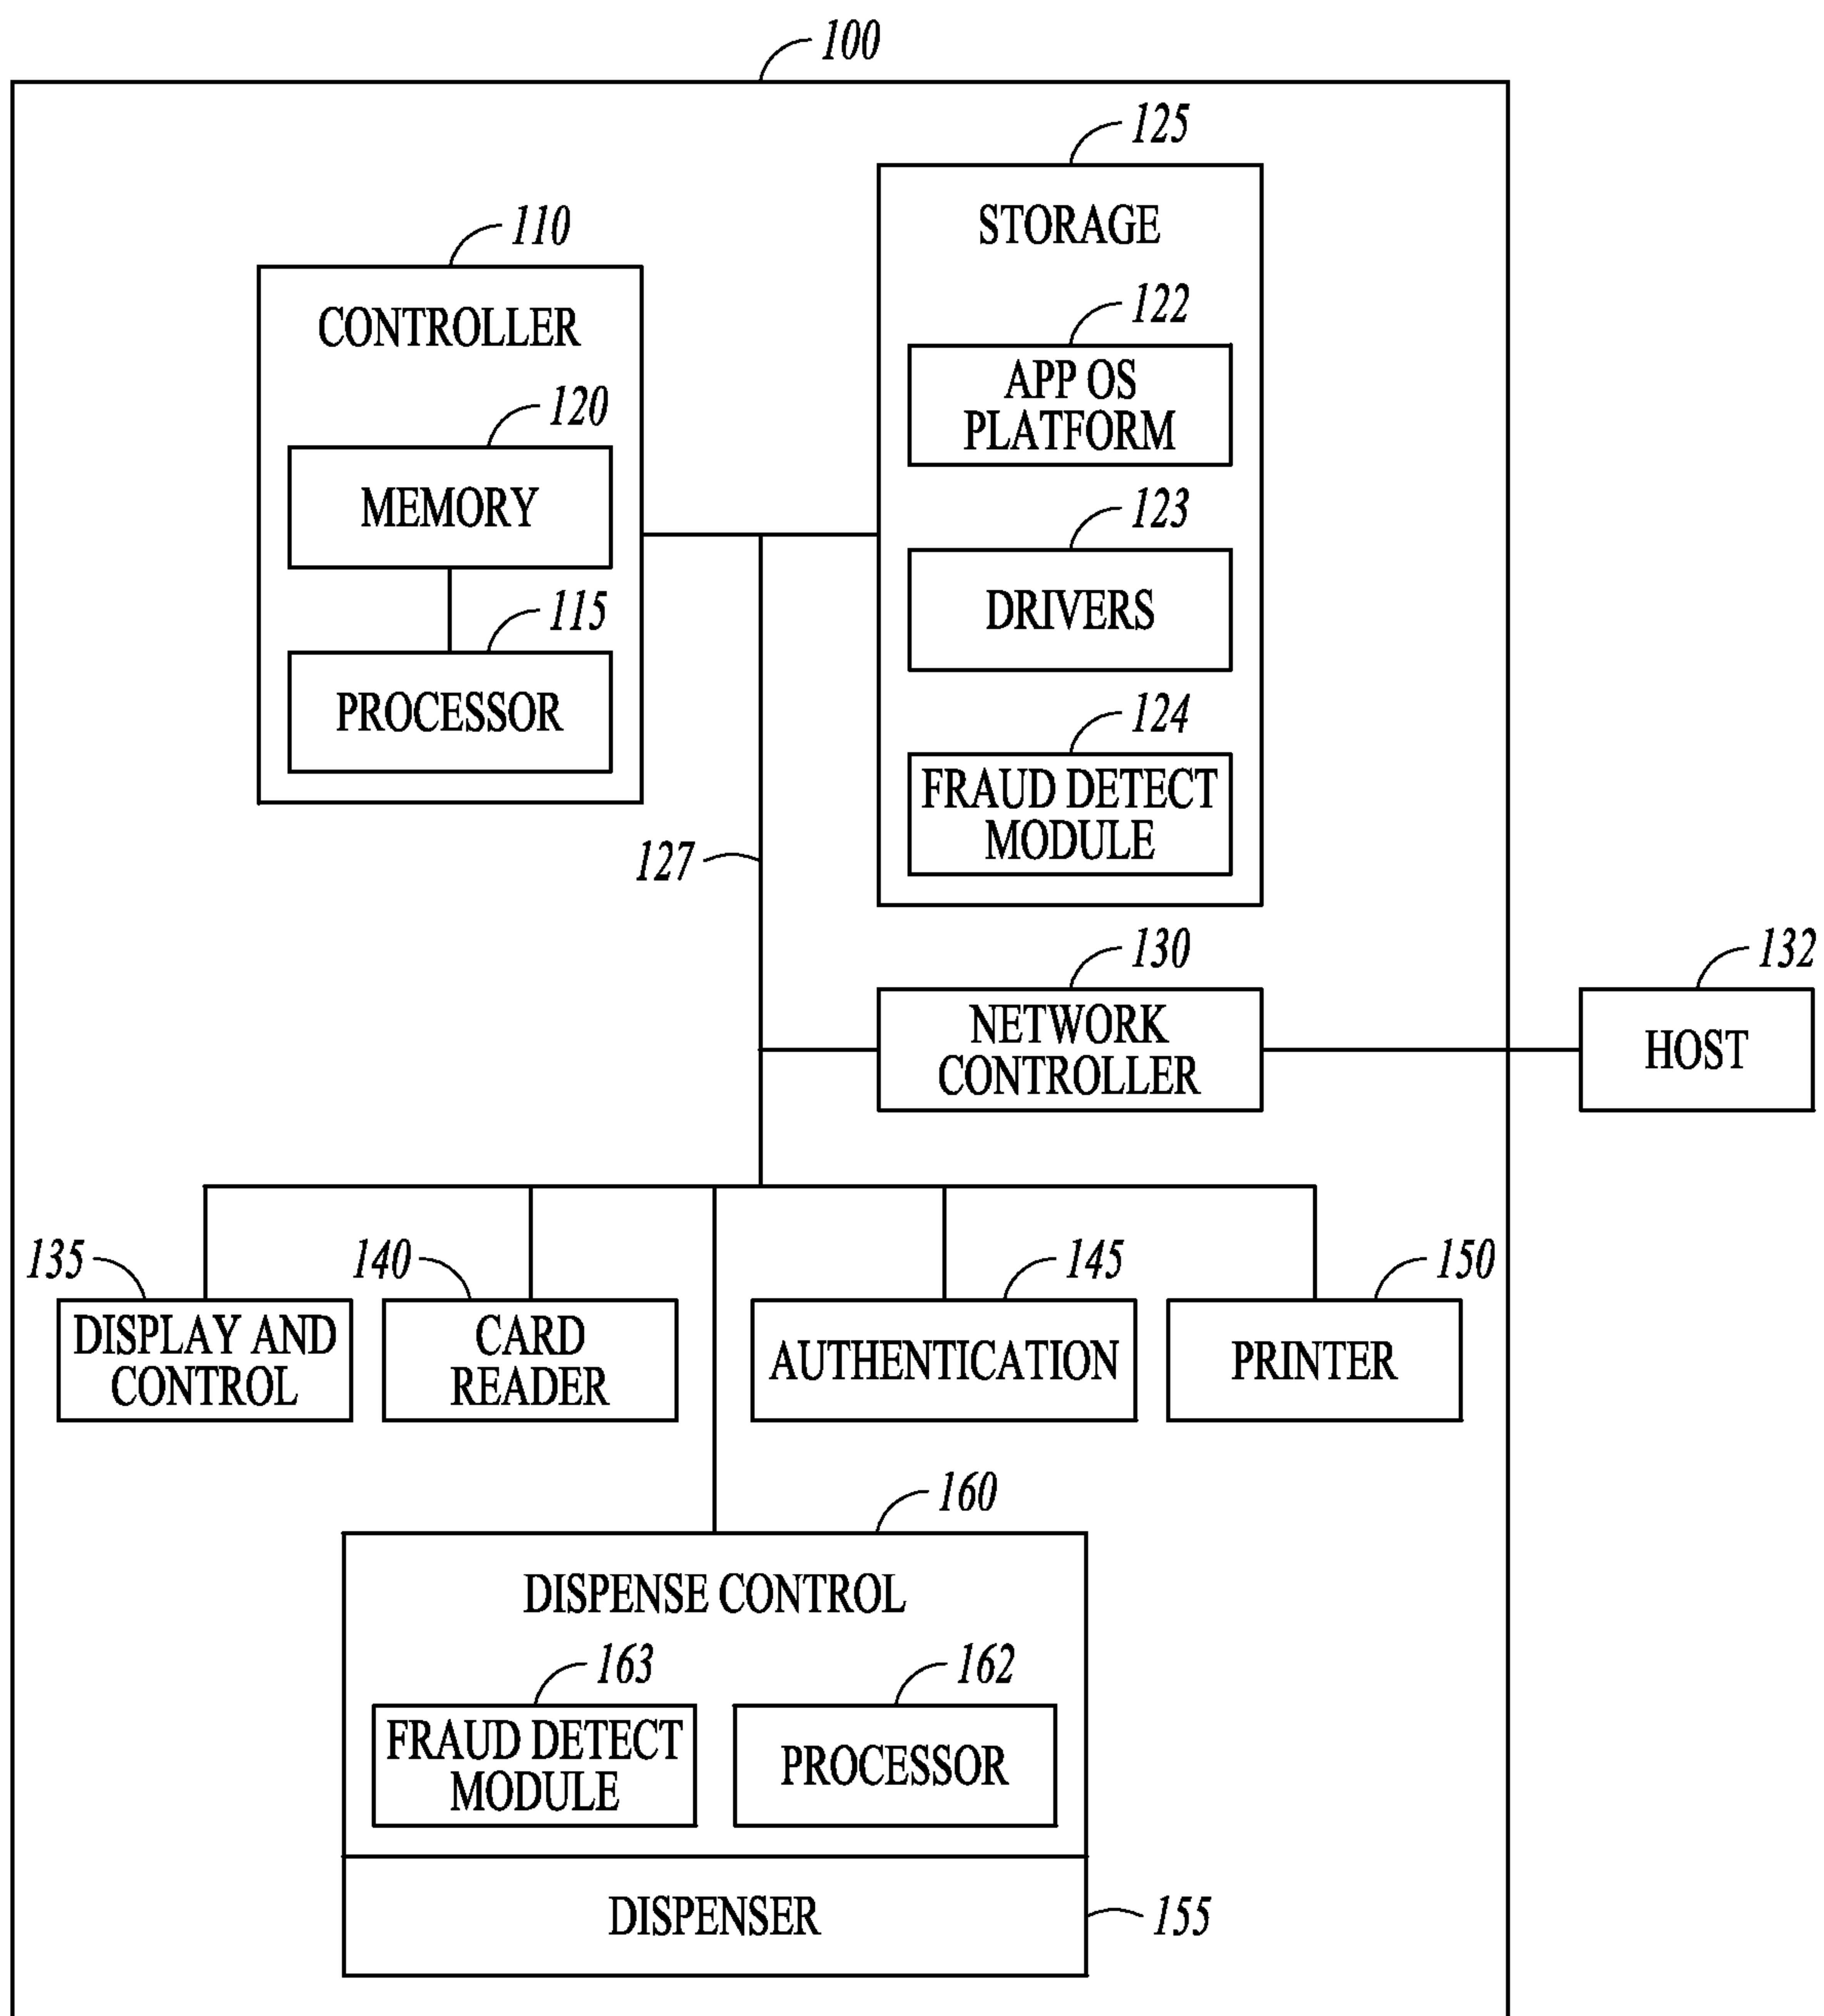 100
125
STORAGE
110
CONTROLLER
122
APP OS
PLATFORM
120
MEMORY
123
DRIVERS
115
PROCESSOR
124
FRAUD DETECT
MODULE
127
130
NETWORK
CONTROLLER
132
HOST
135
DISPLAY AND
CONTROL
140
CARD
READER
145
AUTHENTICATION
150
PRINTER
160
DISPENSE CONTROL
163
FRAUD DETECT
MODULE
162
PROCESSOR
DISPENSER
155